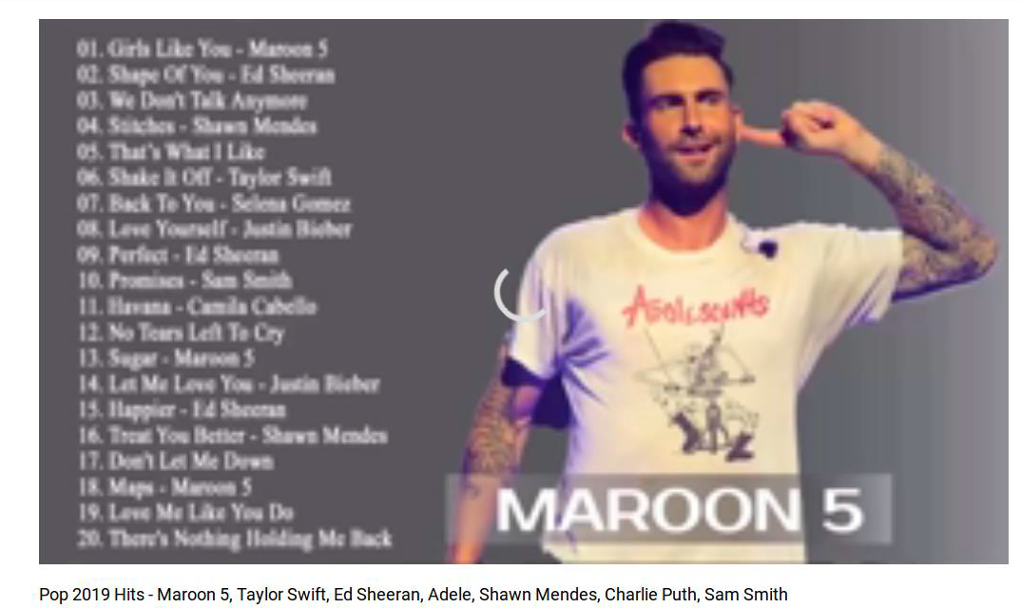 01. Girls Like You - Maroon 5
02. Shape Of You - Ed Sheeran
03. We Don't Talk Anymore
04. Stitches - Shawn Mendes
05. That's What I Like
06. Shake It Off - Taylor Swift
07. Back To You - Selena Gomez
08. Love Yourself - Justin Bieber
09. Perfect - Ed Sheeran
10. Promises - Sam Smith
11. Havana - Camila Cabello
12. No Tears Left To Cry
13. Sugar - Maroon 5
14. Let Me Love You - Justin Bieber
15. Happier - Ed Sheeran
16. Treat You Better - Shawn Mendes
17. Don't Let Me Down
18. Maps - Maroon 5
19. Love Me Like You Do
20. There's Nothing Holding Me Back
ADOLESCENTS
MAROON 5
Pop 2019 Hits - Maroon 5, Taylor Swift, Ed Sheeran, Adele, Shawn Mendes, Charlie Puth, Sam Smith